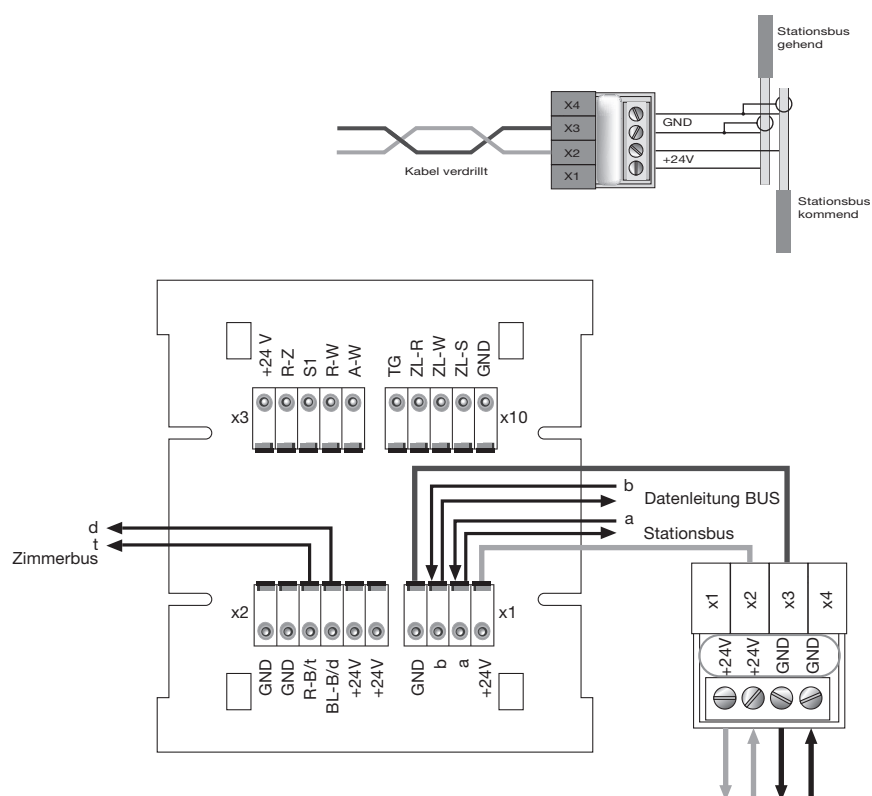 Stationsbus
gehend
X4
X3
X2
X1
GND
+24V
Kabel verdrillt
Stationsbus
kommend
+24 V
R-Z
S1
R-W
A-W
TG
ZL-R
ZL-W
ZL-S
GND
x3
x10
b
Datenleitung BUS
a
Stationsbus
d
t
Zimmerbus
x2
x1
GND
GND
R-B/t
BL-B/d
+24V
+24V
GND
b
a
+24V
x1
x2
x3
x4
+24V
+24V
GND
GND